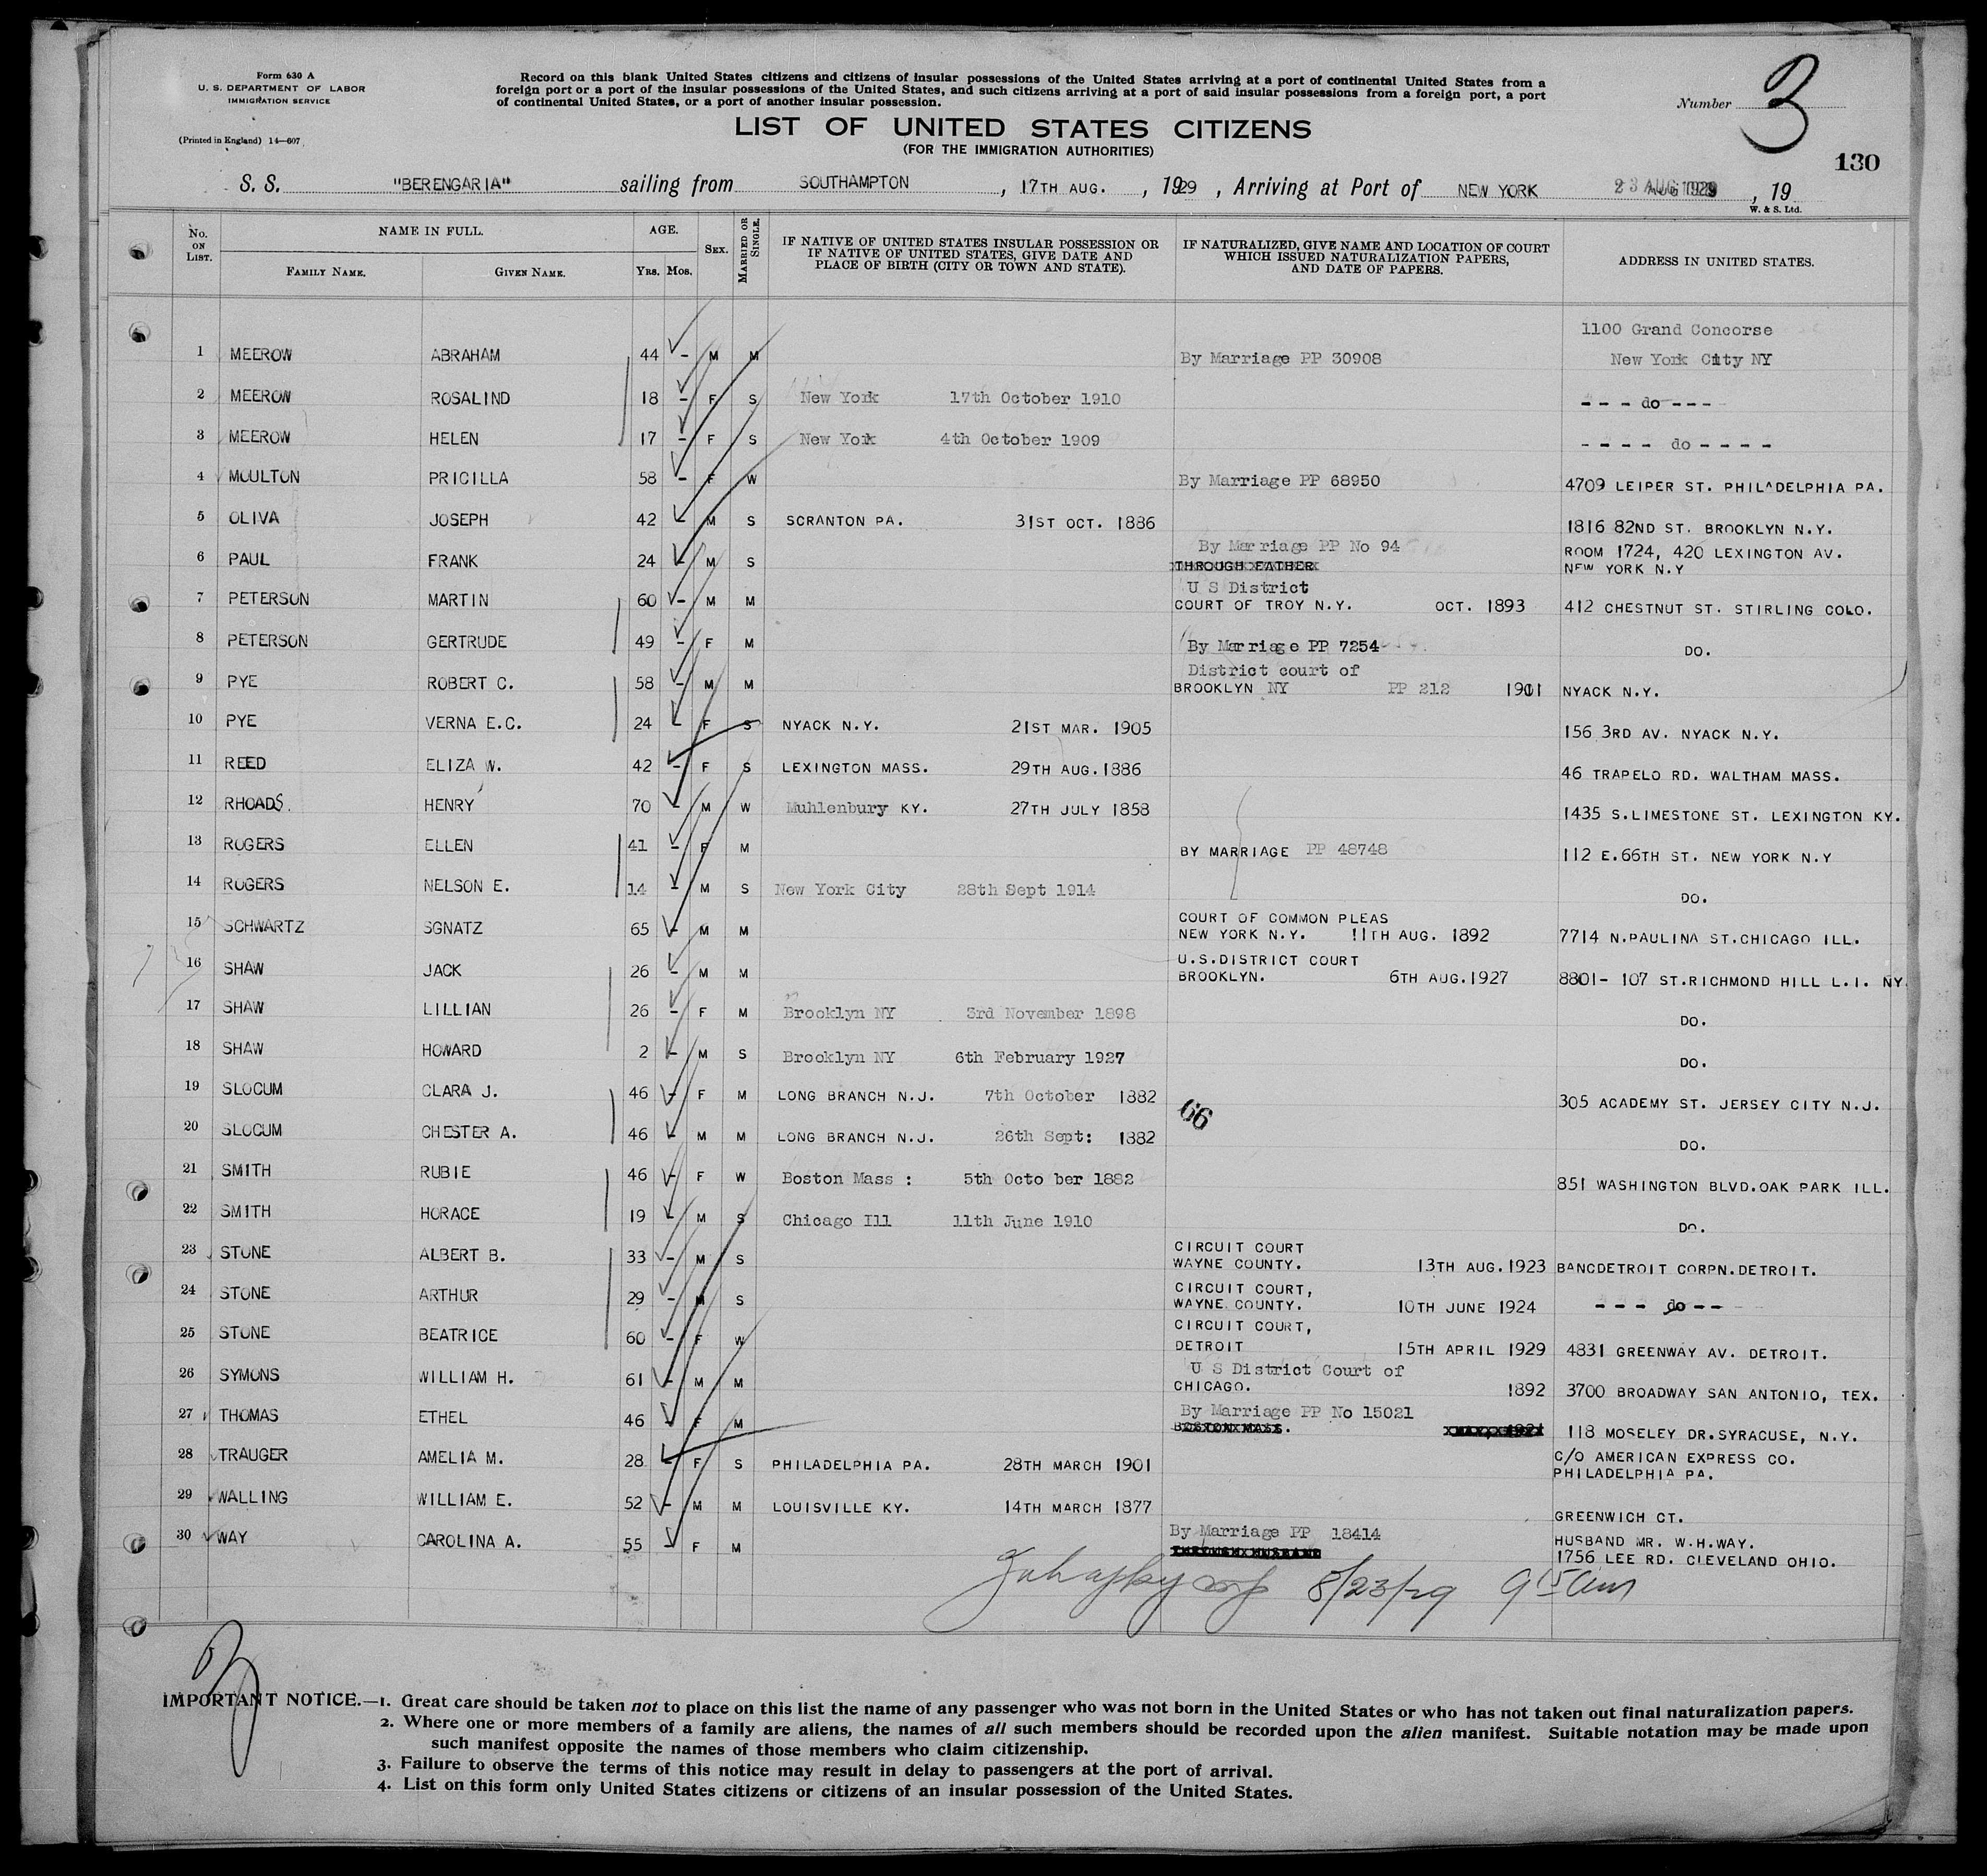 Form 630 A
U. S. DEPARTMENT OF LABOR
IMMIGRATION SERVICE
(Printed in England) 14—607
Record on this blank United States citizens and citizens of insular possessions of the United States arriving at a port of continental United States from a
foreign port or a port of the insular possessions of the United States, and such citizens arriving at a port of said insular possessions from a foreign port, a port
of continental United States, or a port of another insular possession.
Number 3
LIST OF UNITED STATES CITIZENS
(FOR THE IMMIGRATION AUTHORITIES)
130
S. S. "BERENGARIA" sailing from SOUTHAMPTON, 17TH AUG., 1929, Arriving at Port of NEW YORK 23 AUG 1929, 19
W. & S. Ltd.
No. ON LIST. NAME IN FULL. FAMILY NAME. GIVEN NAME. AGE. YRS. MOS. SEX. MARRIED OR SINGLE. IF NATIVE OF UNITED STATES INSULAR POSSESSION OR IF NATIVE OF UNITED STATES, GIVE DATE AND PLACE OF BIRTH (CITY OR TOWN AND STATE). IF NATURALIZED, GIVE NAME AND LOCATION OF COURT WHICH ISSUED NATURALIZATION PAPERS, AND DATE OF PAPERS. ADDRESS IN UNITED STATES.
1100 Grand Concorse
1 MEEROW ABRAHAM 44 - M M By Marriage PP 30908 New York City NY
2 MEEROW ROSALIND 18 - F S New York 17th October 1910 - - - do - - -
3 MEEROW HELEN 17 - F S New York 4th October 1909 - - - - do - - - -
4 MOULTON PRICILLA 58 - F W By Marriage PP 68950 4709 LEIPER ST. PHILADELPHIA PA.
5 OLIVA JOSEPH 42 - M S SCRANTON PA. 31ST OCT. 1886 1816 82ND ST. BROOKLYN N.Y.
By Marriage PP No 94 ROOM 1724, 420 LEXINGTON AV.
6 PAUL FRANK 24 - M S THROUGH FATHER NEW YORK N.Y
U S District
7 PETERSON MARTIN 60 - M M COURT OF TROY N.Y. OCT. 1893 412 CHESTNUT ST. STIRLING COLO.
8 PETERSON GERTRUDE 49 - F M By Marriage PP 7254 DO.
District court of
9 PYE ROBERT C. 58 - M M BROOKLYN NY PP 212 1901 NYACK N.Y.
10 PYE VERNA E.C. 24 - F S NYACK N.Y. 21ST MAR. 1905 156 3RD AV. NYACK N.Y.
11 REED ELIZA W. 42 - F S LEXINGTON MASS. 29TH AUG.1886 46 TRAPELO RD. WALTHAM MASS.
12 RHOADS. HENRY 70 - M W Muhlenbury KY. 27TH JULY 1858 1435 S.LIMESTONE ST. LEXINGTON KY.
13 ROGERS ELLEN 41 - F M BY MARRIAGE PP 48748 112 E.66TH ST. NEW YORK N.Y
14 ROGERS NELSON E. 14 - M S New York City 28th Sept 1914 DO.
COURT OF COMMON PLEAS
15 SCHWARTZ SGNATZ 65 - M M NEW YORK N.Y. 11TH AUG. 1892 7714 N.PAULINA ST.CHICAGO ILL.
U.S.DISTRICT COURT
16 SHAW JACK 26 - M M BROOKLYN. 6TH AUG.1927 8801- 107 ST.RICHMOND HILL L.I. NY
17 SHAW LILLIAN 26 - F M Brooklyn NY 3rd November 1898 DO.
18 SHAW HOWARD 2 - M S Brooklyn NY 6th February 1927 DO.
19 SLOCUM CLARA J. 46 - F M LONG BRANCH N.J. 7th October 1882 305 ACADEMY ST. JERSEY CITY N.J.
66
20 SLOCUM CHESTER A. 46 - M M LONG BRANCH N.J. 26th Sept: 1882 DO.
21 SMITH RUBIE 46 - F W Boston Mass : 5th Octo ber 1882 851 WASHINGTON BLVD.OAK PARK ILL.
22 SMITH HORACE 19 - M S Chicago Ill 11th June 1910 DO.
CIRCUIT COURT
23 STONE ALBERT B. 33 - M S WAYNE COUNTY. 13TH AUG.1923 BANCDETROIT CORPN.DETROIT.
CIRCUIT COURT,
24 STONE ARTHUR 29 - M S WAYNE COUNTY. 10TH JUNE 1924 - - - do - -
CIRCUIT COURT,
25 STONE BEATRICE 60 - F W DETROIT 15TH APRIL 1929 4831 GREENWAY AV. DETROIT.
U S District Court of
26 SYMONS WILLIAM H. 61 - M M CHICAGO. 1892 3700 BROADWAY SAN ANTONIO, TEX.
By Marriage PP No 15021
27 THOMAS ETHEL 46 - F M BOSTON MASS. MAY, 1921 118 MOSELEY DR.SYRACUSE, N.Y.
C/O AMERICAN EXPRESS CO.
28 TRAUGER AMELIA M. 28 F S PHILADELPHIA PA. 28TH MARCH 1901 PHILADELPHIA PA.
29 WALLING WILLIAM E. 52 - M M LOUISVILLE KY. 14TH MARCH 1877 GREENWICH CT.
By Marriage PP 18414 HUSBAND MR. W.H.WAY.
30 WAY CAROLINA A. 55 - F M THROUGH HUSBAND 1756 LEE RD. CLEVELAND OHIO.
8/23/29 9 15 am
IMPORTANT NOTICE.—1. Great care should be taken not to place on this list the name of any passenger who was not born in the United States or who has not taken out final naturalization papers.
2. Where one or more members of a family are aliens, the names of all such members should be recorded upon the alien manifest. Suitable notation may be made upon
such manifest opposite the names of those members who claim citizenship.
3. Failure to observe the terms of this notice may result in delay to passengers at the port of arrival.
4. List on this form only United States citizens or citizens of an insular possession of the United States.